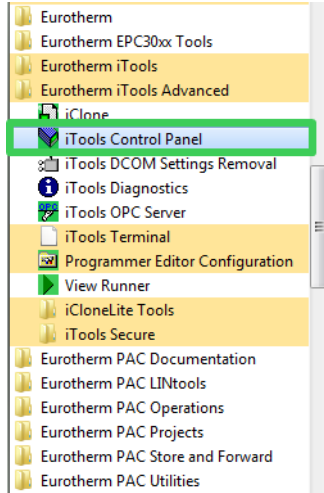 Eurotherm
Eurotherm EPC30xx Tools
Eurotherm iTools
Eurotherm iTools Advanced
iClone
iTools Control Panel
iTools DCOM Settings Removal
iTools Diagnostics
iTools OPC Server
iTools Terminal
Programmer Editor Configuration
View Runner
iCloneLite Tools
iTools Secure
Eurotherm PAC Documentation
Eurotherm PAC LINtools
Eurotherm PAC Operations
Eurotherm PAC Projects
Eurotherm PAC Store and Forward
Eurotherm PAC Utilities